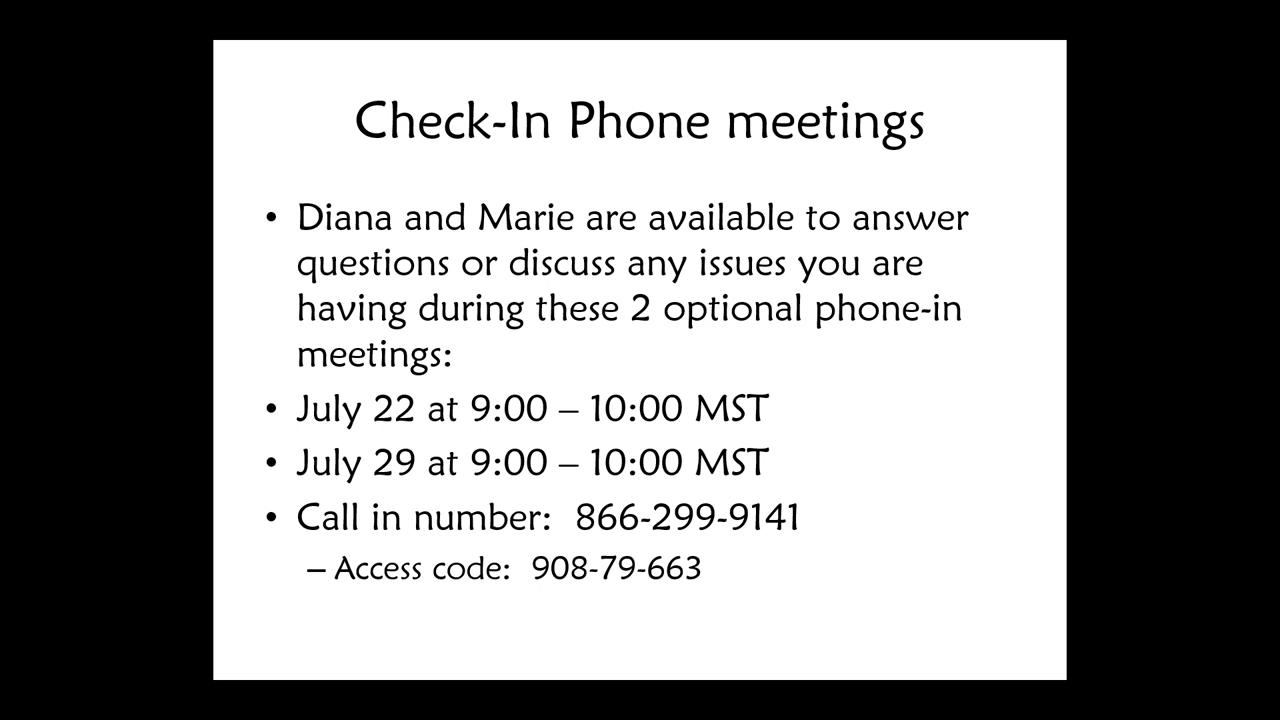 Check-In Phone meetings
• Diana and Marie are available to answer
questions or discuss any issues you are
having during these 2 optional phone-in
meetings:
• July 22 at 9:00 – 10:00 MST
• July 29 at 9:00 – 10:00 MST
• Call in number:  866-299-9141
– Access code:  908-79-663